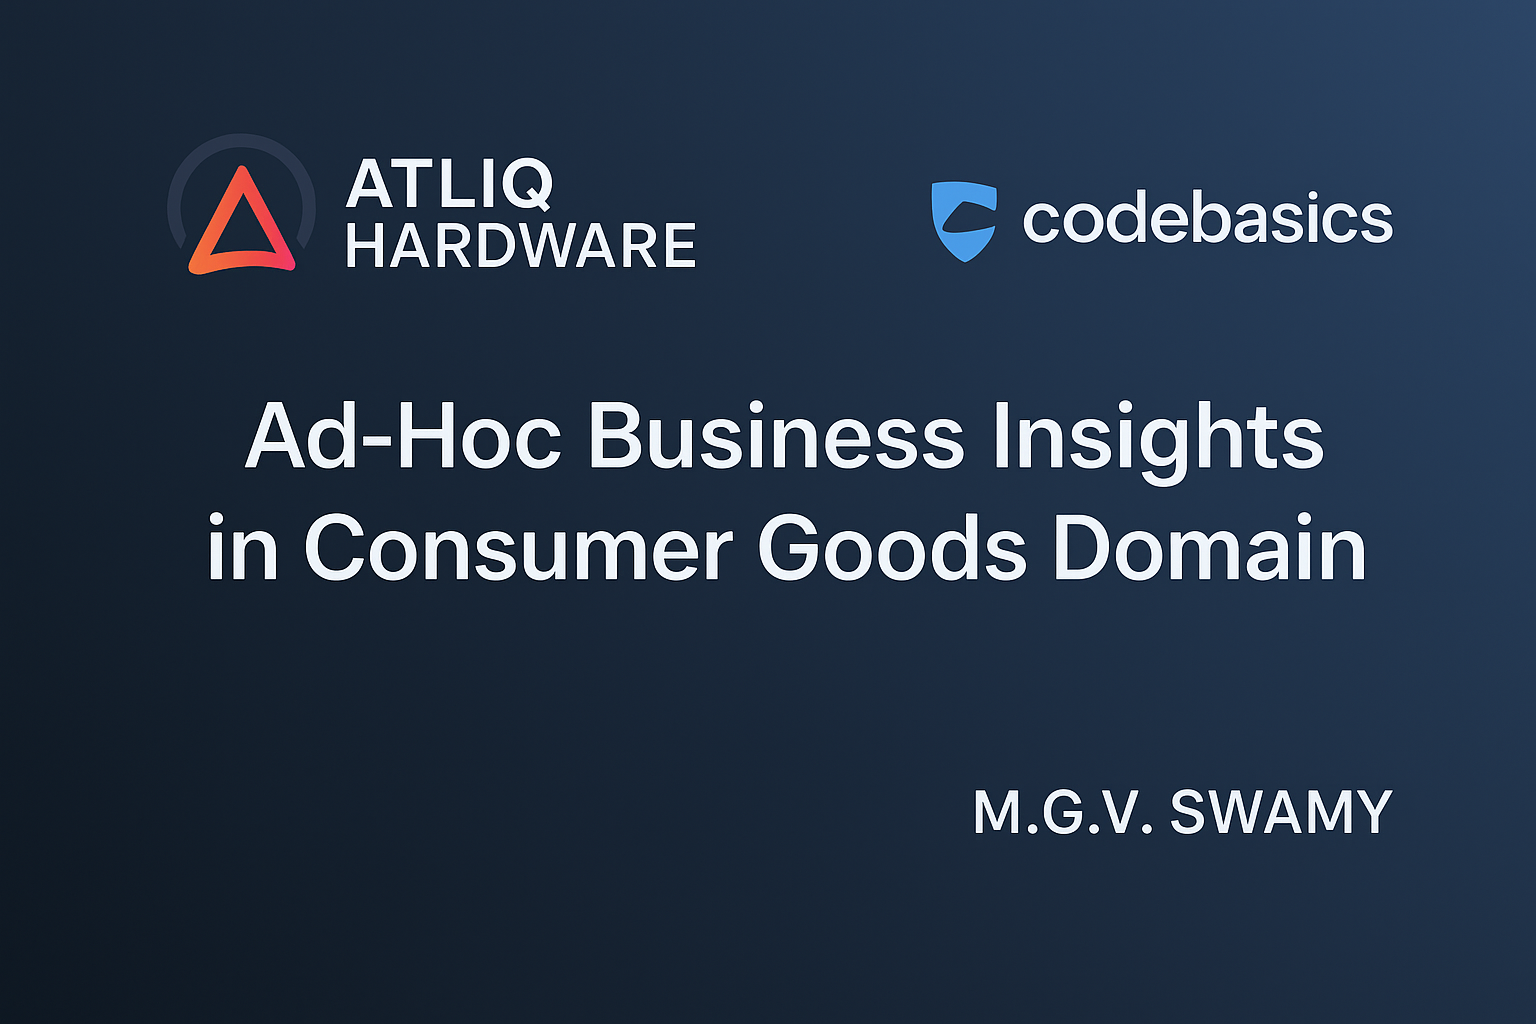 ATLIQ
HARDWARE
codebasics
Ad-Hoc Business Insights
in Consumer Goods Domain
M.G.V. SWAMY